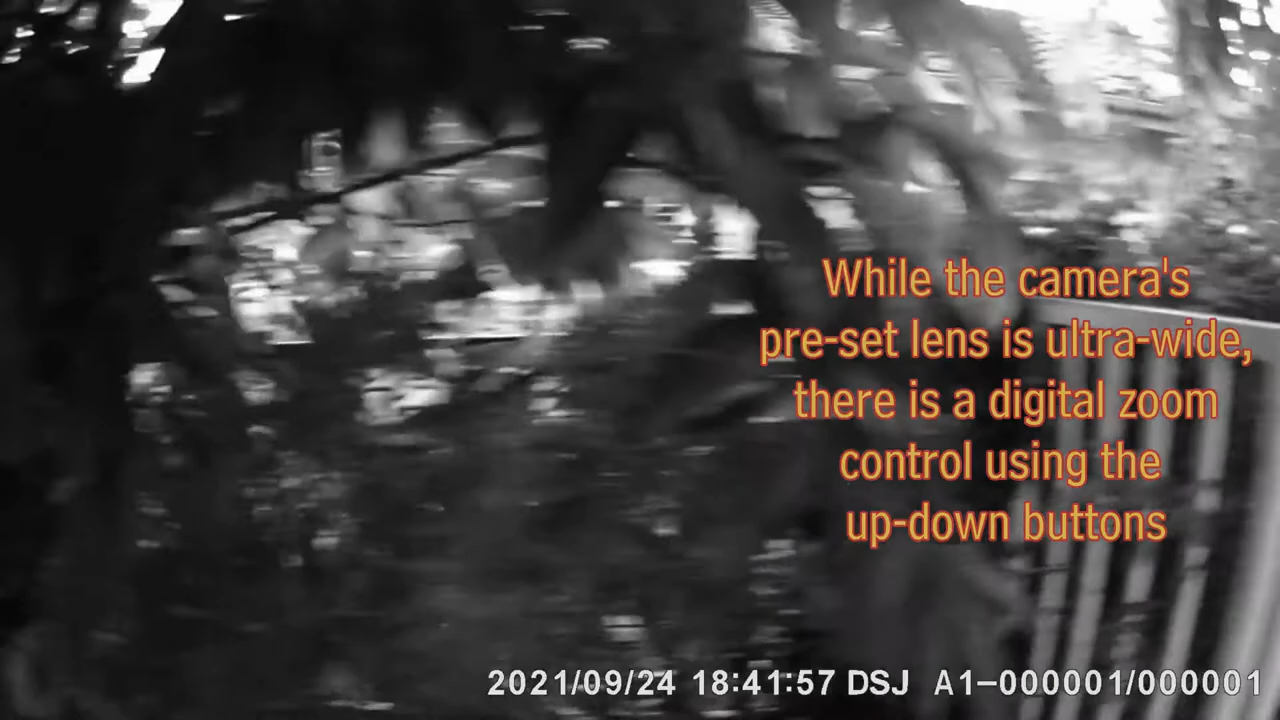 While the camera's
pre-set lens is ultra-wide,
there is a digital zoom
control using the
up-down buttons
2021/09/24 18:41:57 DSJ A1-000001/000001